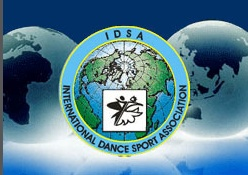 IDSA
INTERNATIONAL DANCE SPORT ASSOCIATION